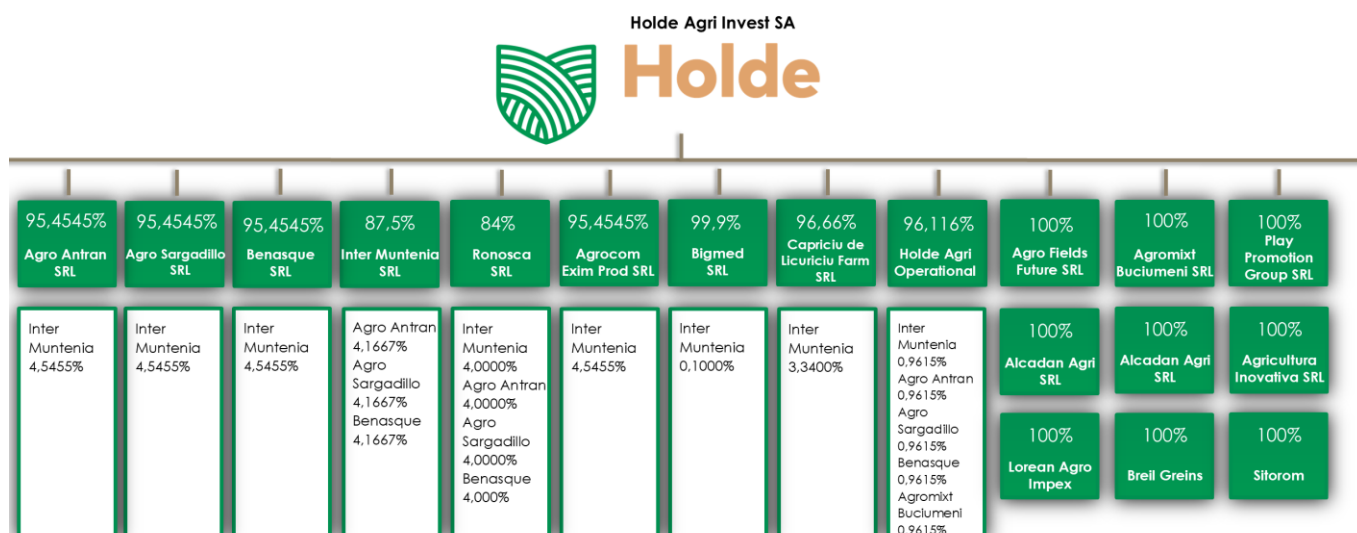 Holde Agri Invest SA
Holde
95,4545%
Agro Antran
SRL
95,4545%
Agro Sargadillo
SRL
95,4545%
Benasque
SRL
87,5%
Inter Muntenia
SRL
84%
Ronosca
SRL
95,4545%
Agrocom
Exim Prod SRL
99,9%
Bigmed
SRL
96,66%
Capriciu de
Licuriciu Farm
SRL
96,116%
Holde Agri
Operational
100%
Agro Fields
Future SRL
100%
Agromixt
Buciumeni SRL
100%
Play
Promotion
Group SRL
Inter
Muntenia
4,5455%
Inter
Muntenia
4,5455%
Inter
Muntenia
4,5455%
Agro Antran
4,1667%
Agro
Sargadillo
4,1667%
Benasque
4,1667%
Inter
Muntenia
4,0000%
Agro Antran
4,0000%
Agro
Sargadillo
4,0000%
Benasque
4,000%
Inter
Muntenia
4,5455%
Inter
Muntenia
0,1000%
Inter
Muntenia
3,3400%
Inter
Muntenia
0,9615%
Agro Antran
0,9615%
Agro
Sargadillo
0,9615%
Benasque
0,9615%
Agromixt
Buciumeni
0,9615%
100%
Alcadan Agri
SRL
100%
Alcadan Agri
SRL
100%
Agricultura
Inovativa SRL
100%
Lorean Agro
Impex
100%
Breil Greins
100%
Sitorom